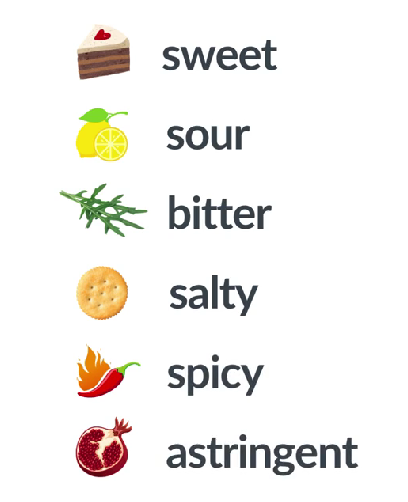 sweet
sour
bitter
salty
spicy
astringent